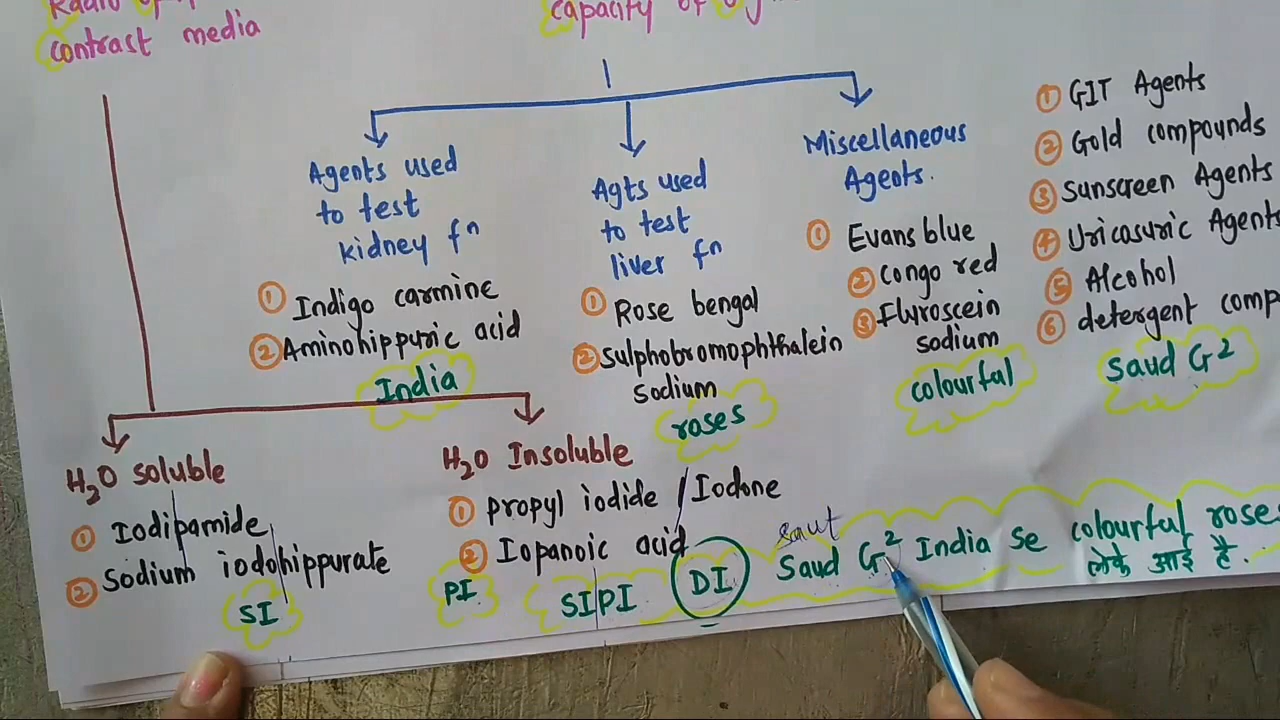 contrast media
capacity of
Agents used
to test
kidney fⁿ
① Indigo carmine
② Aminohippuric acid
India
Agts used
to test
liver fⁿ
① Rose bengal
② Sulphobromophthalein
sodium
roses
Miscellaneous
Agents.
① Evans blue
② Congo red
③ Fluroscein
sodium
colourful
① GIT Agents
② Gold compounds
③ Sunscreen Agents
④ Uricosuric Agents
⑤ Alcohol
⑥ detergent comp
Saud G²
H₂O Soluble
① Iodipamide
② Sodium iodohippurate
SI
H₂O Insoluble
① propyl iodide / Iodone
② Iopanoic acid
PI
SI|PI
DI
saut
Saud G² India Se colourful roses
लेके आई है.